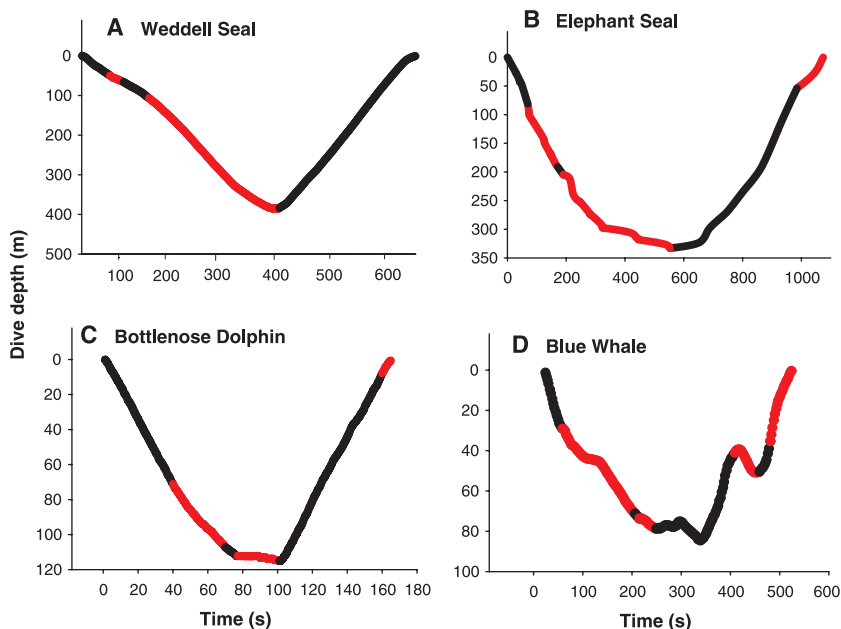 A Weddell Seal
0
100
200
300
400
500
100 200 300 400 500 600
B Elephant Seal
0
50
100
150
200
250
300
350
0 200 400 600 800 1000
Dive depth (m)
C Bottlenose Dolphin
0
20
40
60
80
100
120
0 20 40 60 80 100 120 140 160 180
Time (s)
D Blue Whale
0
20
40
60
80
100
0 100 200 300 400 500 600
Time (s)